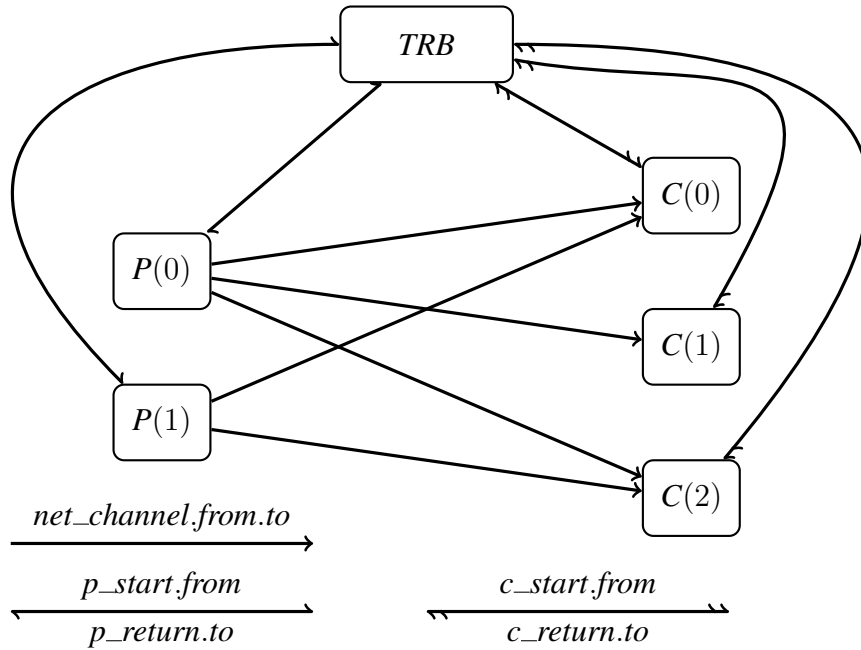 TRB
C(0)
P(0)
C(1)
P(1)
C(2)
net_channel.from.to
p_start.from
p_return.to
c_start.from
c_return.to